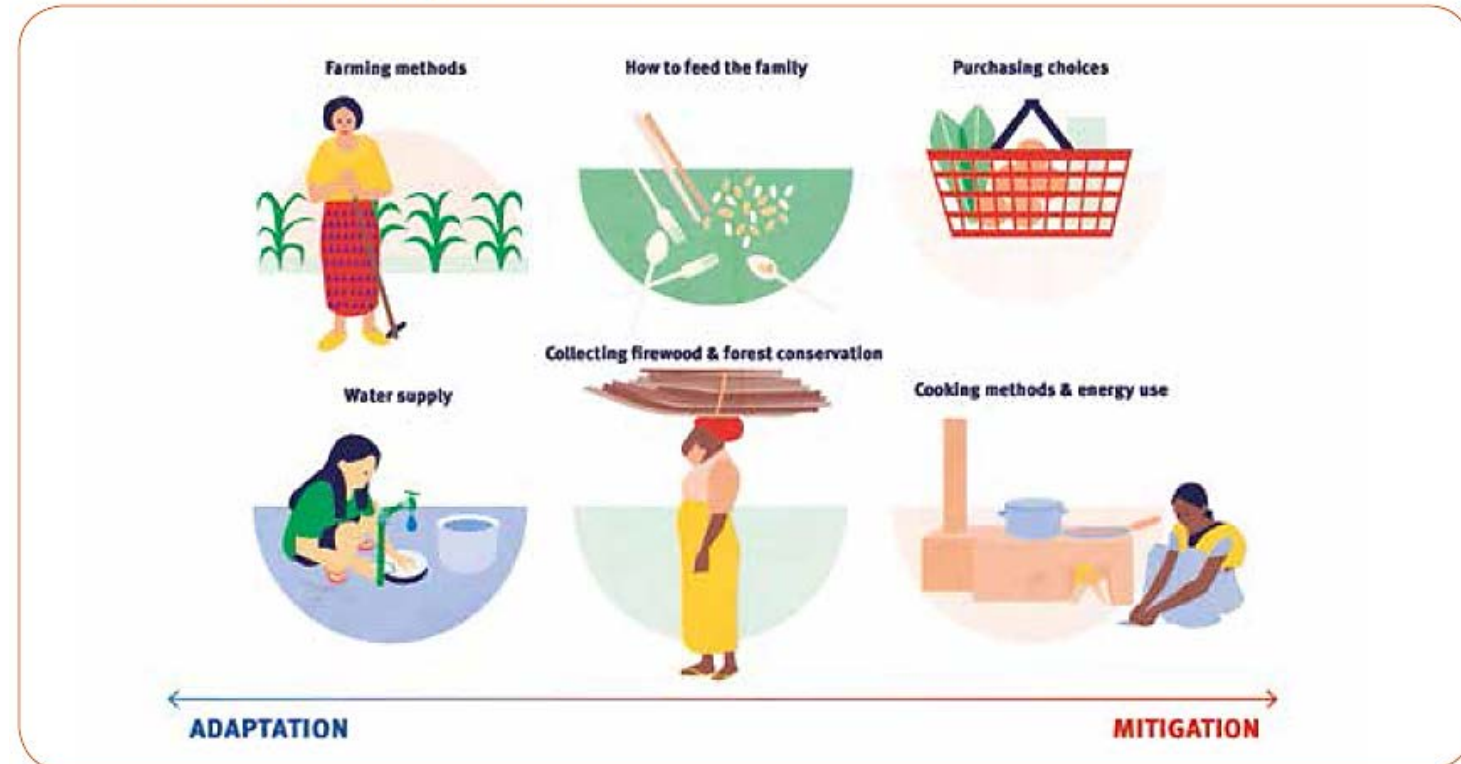 Farming methods
How to feed the family
Purchasing choices
Collecting firewood & forest conservation
Water supply
Cooking methods & energy use
ADAPTATION
MITIGATION